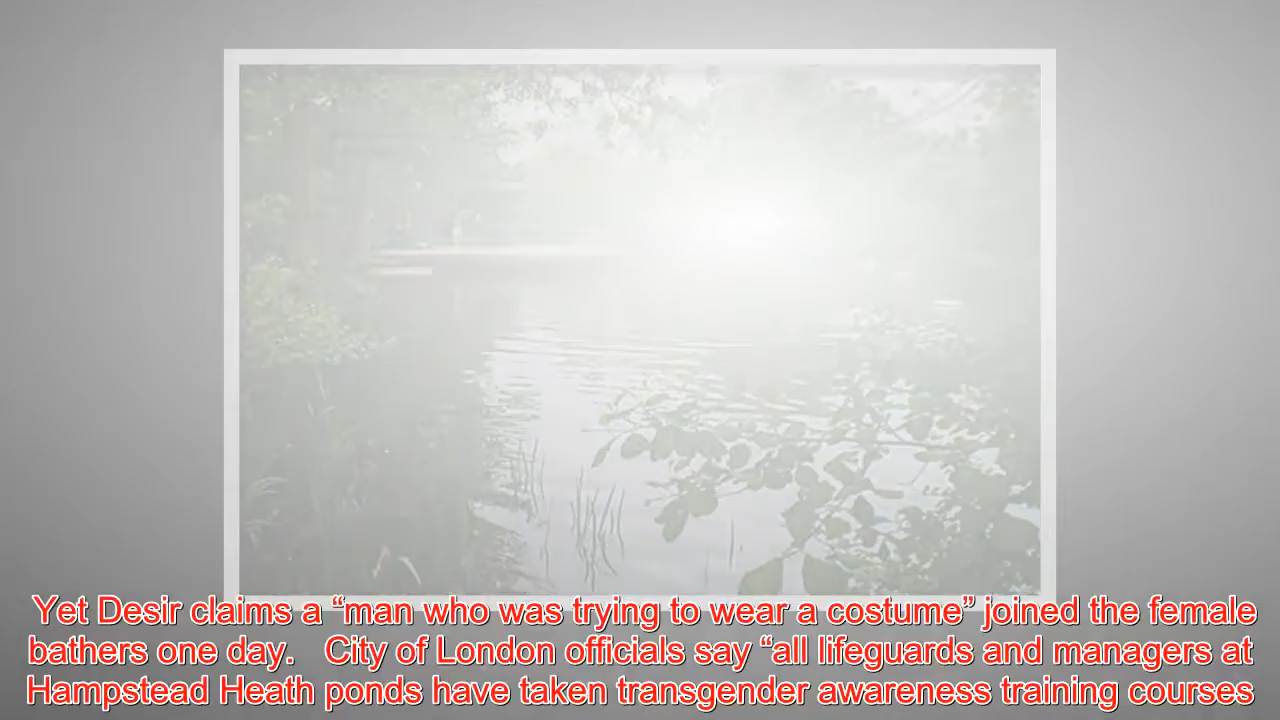 Yet Desir claims a “man who was trying to wear a costume” joined the female
bathers one day.   City of London officials say “all lifeguards and managers at
Hampstead Heath ponds have taken transgender awareness training courses